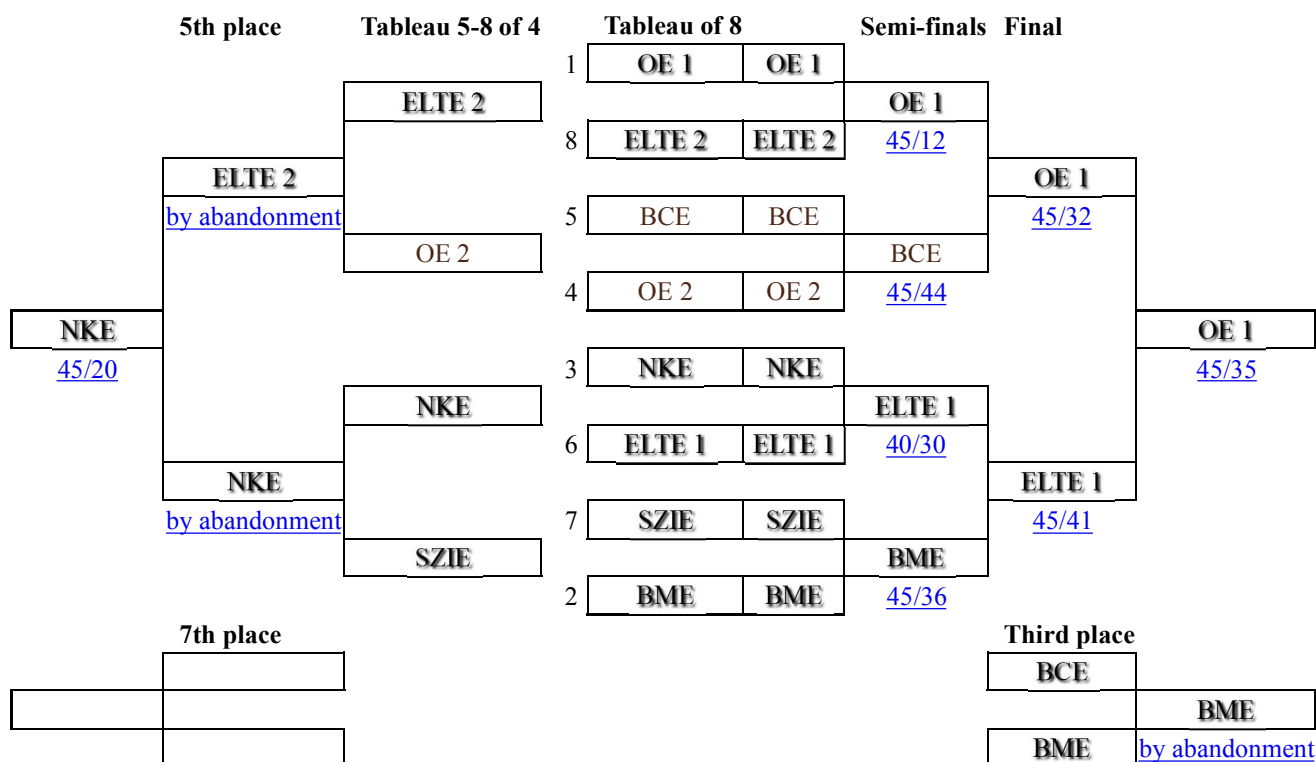 5th place Tableau 5-8 of 4 Tableau of 8 Semi-finals Final
1 OE 1 OE 1
ELTE 2 OE 1
8 ELTE 2 ELTE 2 45/12
ELTE 2 OE 1
by abandonment 5 BCE BCE 45/32
OE 2 BCE
4 OE 2 OE 2 45/44
NKE OE 1
45/20 3 NKE NKE 45/35
NKE ELTE 1
6 ELTE 1 ELTE 1 40/30
NKE ELTE 1
by abandonment 7 SZIE SZIE 45/41
SZIE BME
2 BME BME 45/36
7th place Third place
BCE
BME
BME by abandonment